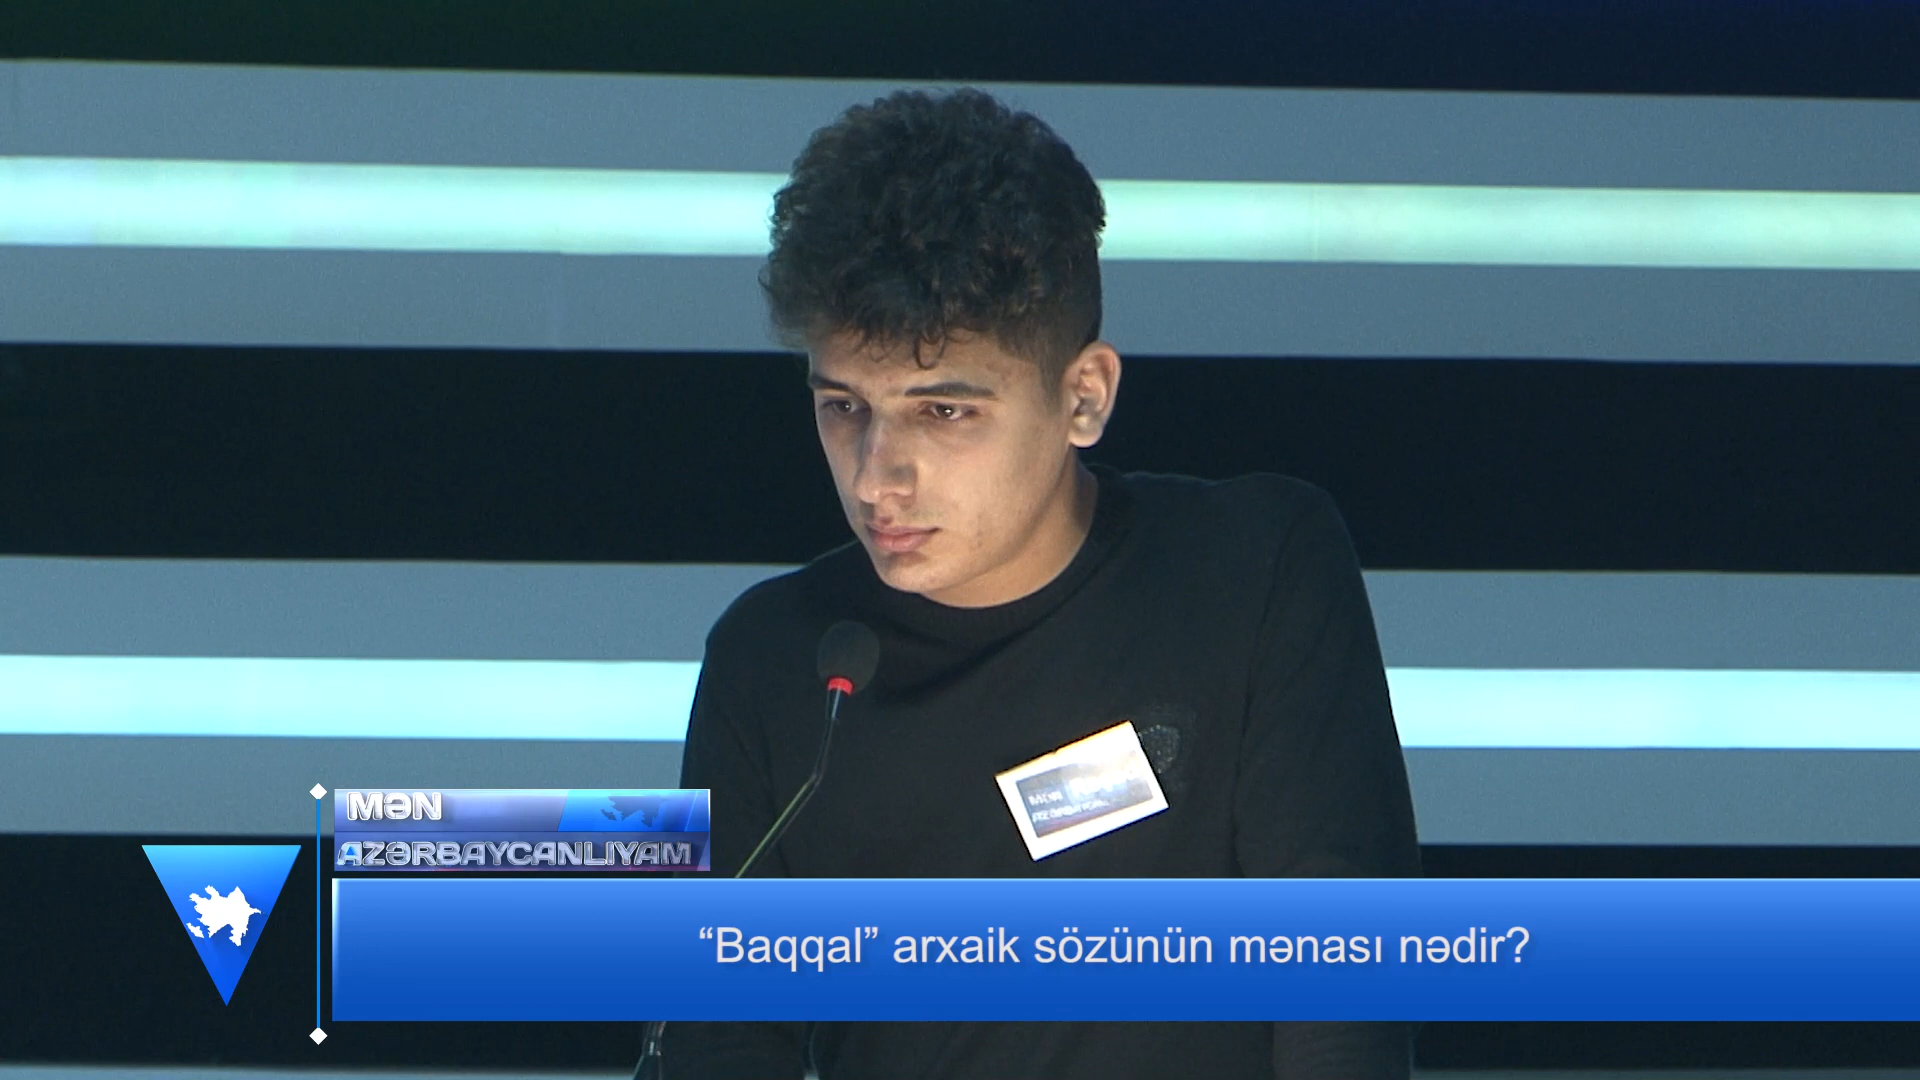 MƏN
AZƏRBAYCANLIYAM
“Baqqal” arxaik sözünün mənası nədir?